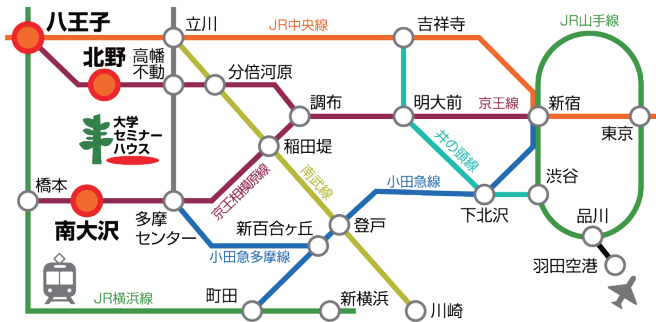 八王子
立川
JR中央線
吉祥寺
JR山手線
北野
高幡
不動
分倍河原
調布
明大前
京王線
新宿
東京
大学
セミナー
ハウス
稲田堤
井の頭線
橋本
京王相模原線
南武線
小田急線
渋谷
南大沢
多摩
センター
新百合ヶ丘
登戸
下北沢
品川
小田急多摩線
羽田空港
JR横浜線
町田
新横浜
川崎